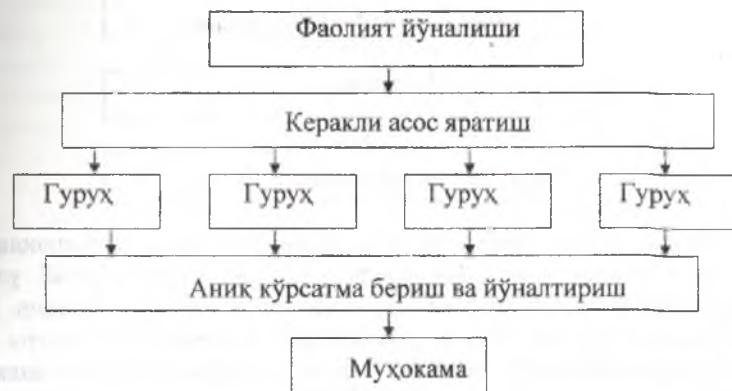 Фаолият йўналиши
Керакли асос яратиш
Гуруҳ Гуруҳ Гуруҳ Гуруҳ
Аниқ кўрсатма бериш ва йўналтириш
Муҳокама